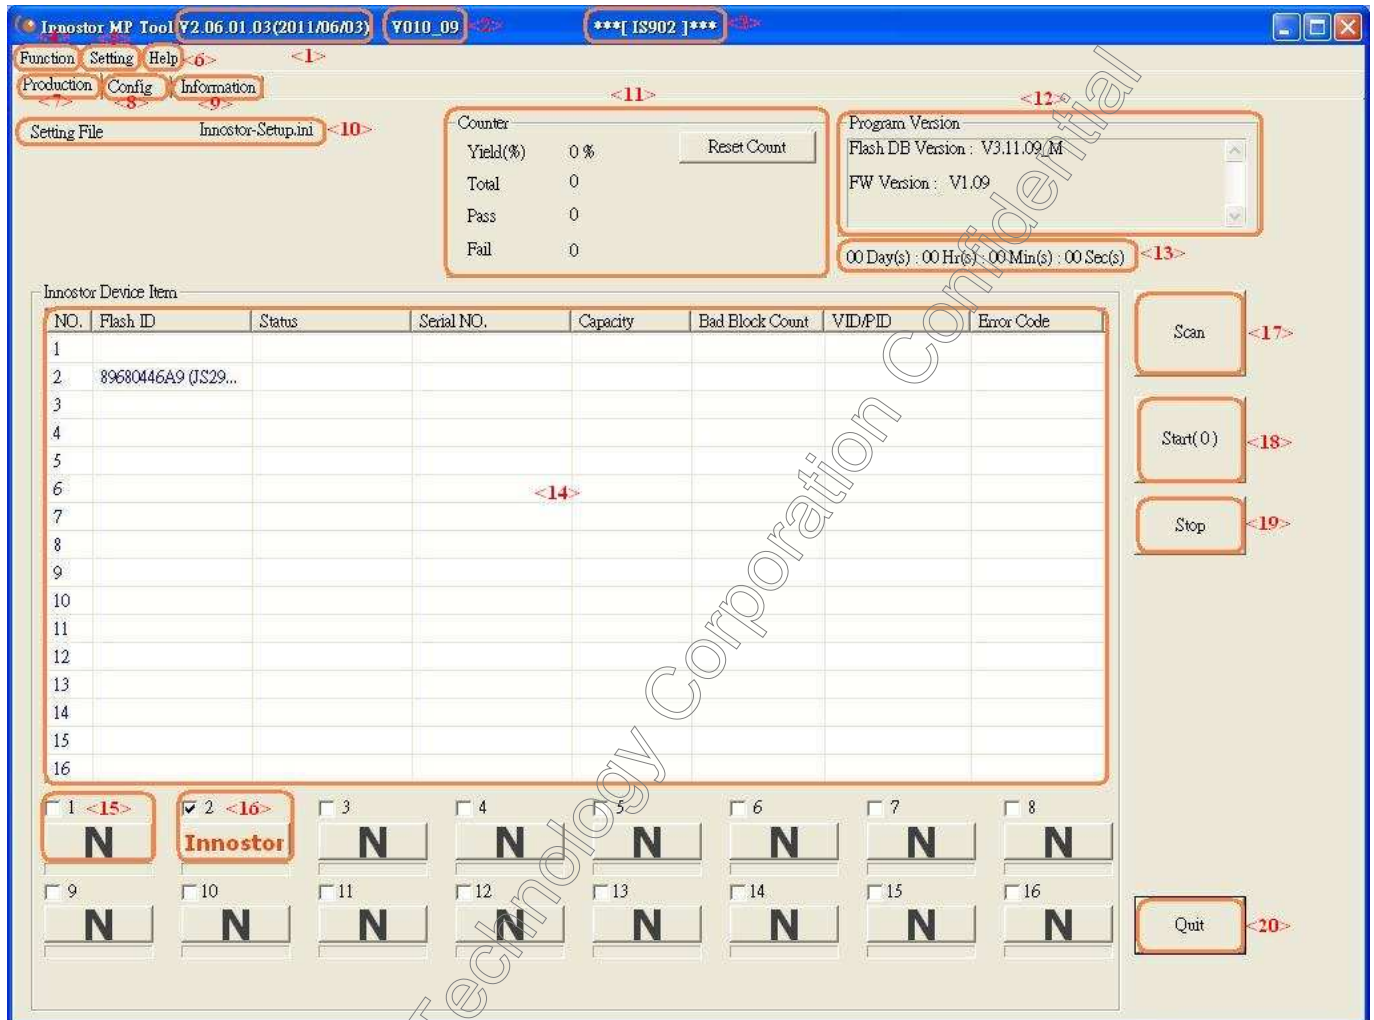 Innostor MP Tool V2.06.01.03(2011/06/03) V010_09 <2> ***[ IS902 ]*** <3>
Function Setting Help <6> <1>
Production Config Information
<7> <8> <9> <11> <12>
Setting File Innostor-Setup.ini <10>
Counter
Yield(%) 0 % Reset Count
Total 0
Pass 0
Fail 0
Program Version
Flash DB Version : V3.11.09_M
FW Version : V1.09
00 Day(s) : 00 Hr(s) : 00 Min(s) : 00 Sec(s) <13>
Innostor Device Item
NO. Flash ID Status Serial NO. Capacity Bad Block Count VID/PID Error Code
1
2 89680446A9 (JS29...
3
4
5
6
7
8
9
10
11
12
13
14
15
16
<14>
Scan <17>
Start( 0 ) <18>
Stop <19>
1 <15> 2 <16> 3 4 5 6 7 8
N Innostor N N N N N N
9 10 11 12 13 14 15 16
N N N N N N N N
Quit <20>
Technology Corporation Confidential